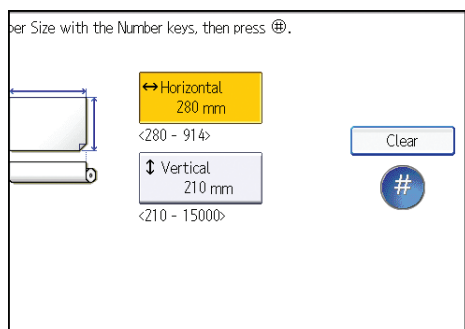 per Size with the Number keys, then press ⊕.
↔Horizontal
280 mm
<280 - 914>
Clear
↕ Vertical
210 mm
#
<210 - 15000>